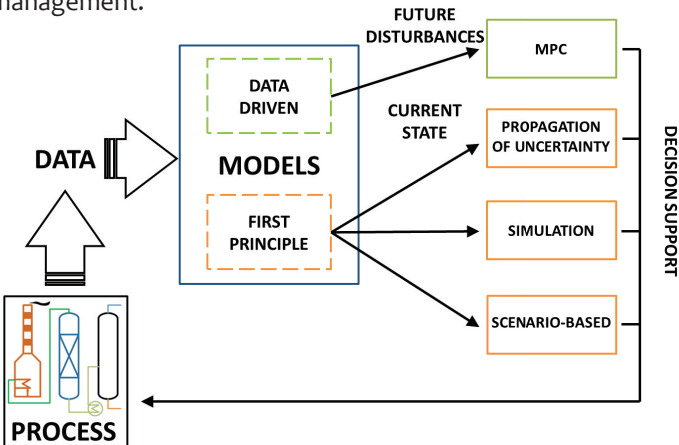 management.
FUTURE
DISTURBANCES
MPC
DATA
DRIVEN
CURRENT
STATE
PROPAGATION
OF UNCERTAINTY
DATA
MODELS
FIRST
PRINCIPLE
SIMULATION
SCENARIO-BASED
DECISION SUPPORT
PROCESS